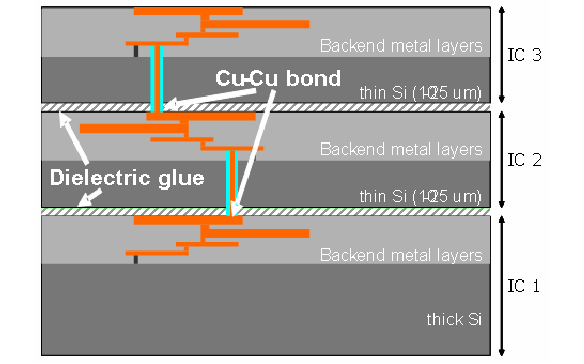 Backend metal layers
IC 3
Cu-Cu bond
thin Si (1-25 um)
Backend metal layers
IC 2
Dielectric glue
thin Si (1-25 um)
Backend metal layers
IC 1
thick Si